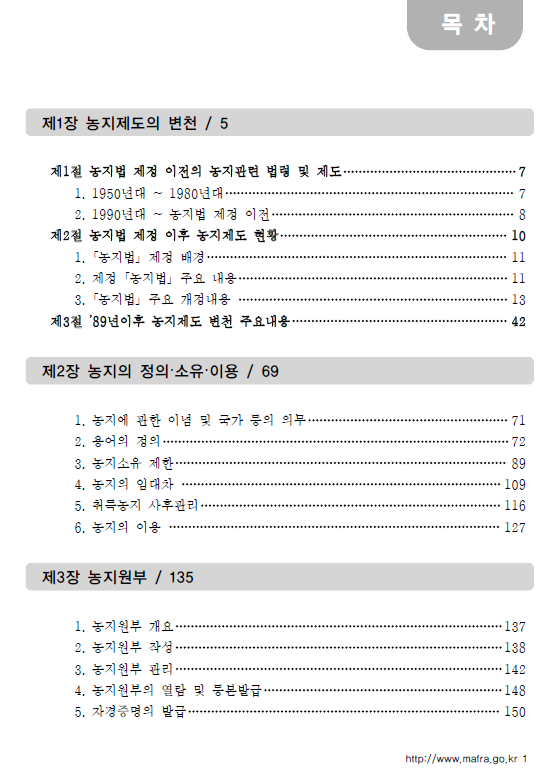 목 차
제1장 농지제도의 변천 / 5
제1절 농지법 제정 이전의 농지관련 법령 및 제도 ························ 7
1. 1950년대 ~ 1980년대 ························ 7
2. 1990년대 ~ 농지법 제정 이전 ························ 8
제2절 농지법 제정 이후 농지제도 현황 ························ 10
1. 「농지법」 제정 배경 ························ 11
2. 제정 「농지법」 주요 내용 ························ 11
3. 「농지법」 주요 개정내용 ························ 13
제3절 '89년이후 농지제도 변천 주요내용 ························ 42
제2장 농지의 정의·소유·이용 / 69
1. 농지에 관한 이념 및 국가 등의 의무 ························ 71
2. 용어의 정의 ························ 72
3. 농지소유 제한 ························ 89
4. 농지의 임대차 ························ 109
5. 취득농지 사후관리 ························ 116
6. 농지의 이용 ························ 127
제3장 농지원부 / 135
1. 농지원부 개요 ························ 137
2. 농지원부 작성 ························ 138
3. 농지원부 관리 ························ 142
4. 농지원부의 열람 및 등본발급 ························ 148
5. 자경증명의 발급 ························ 150
http://www.mafra.go.kr 1